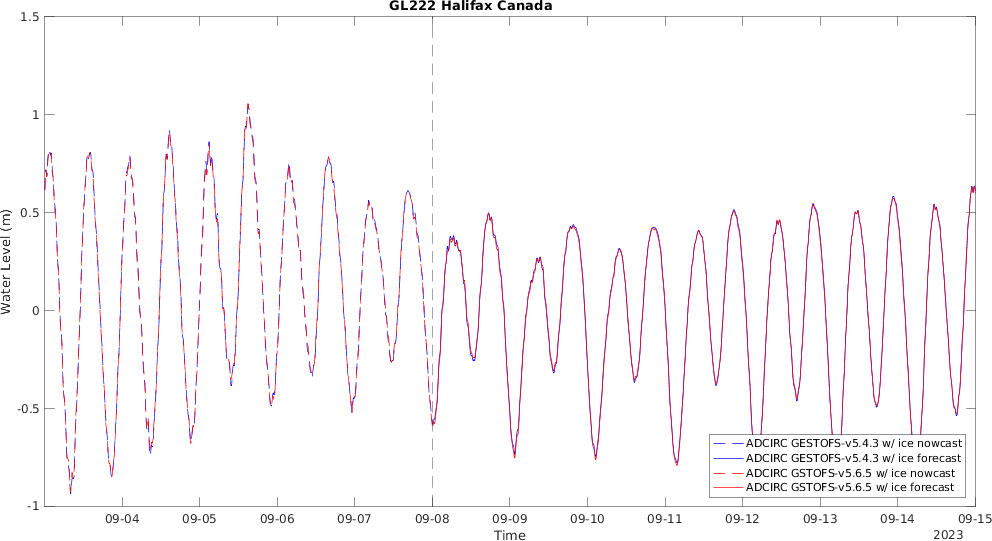 GL222 Halifax Canada
1.5
1
0.5
0
-0.5
-1
Water Level (m)
ADCIRC GESTOFS-v5.4.3 w/ ice nowcast
ADCIRC GESTOFS-v5.4.3 w/ ice forecast
ADCIRC GSTOFS-v5.6.5 w/ ice nowcast
ADCIRC GSTOFS-v5.6.5 w/ ice forecast
09-04 09-05 09-06 09-07 09-08 09-09 09-10 09-11 09-12 09-13 09-14 09-15
Time
2023